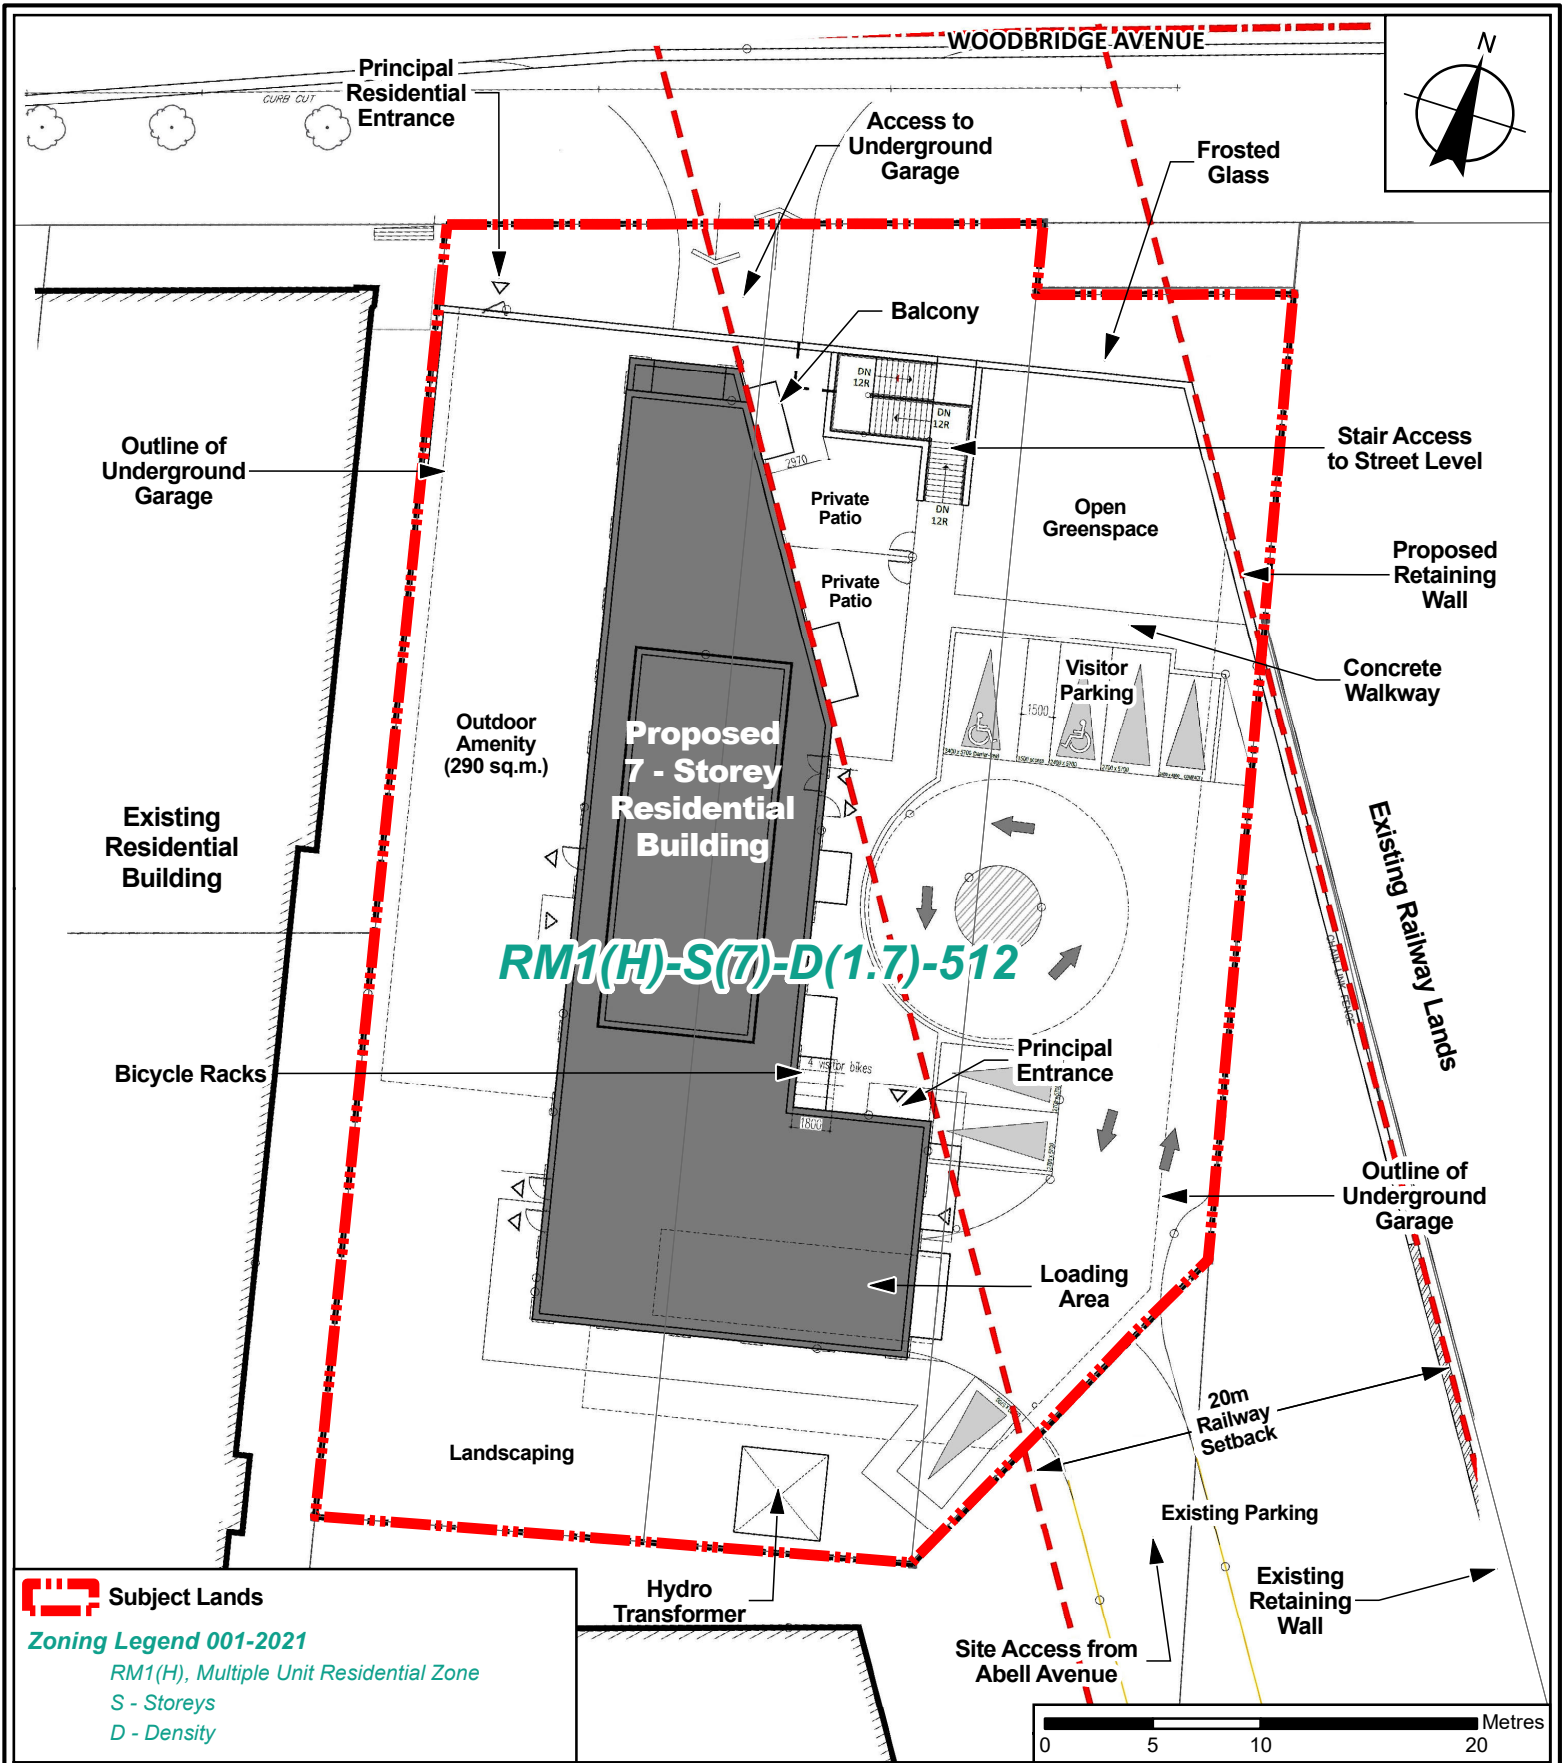 WOODBRIDGE AVENUE
N
Principal
Residential
Entrance
CURB CUT
Access to
Underground
Garage
Frosted
Glass
Balcony
DN
12R
DN
12R
Outline of
Underground
Garage
Stair Access
to Street Level
2970
Private
Patio
DN
12R
Open
Greenspace
Proposed
Retaining
Wall
Private
Patio
Visitor
Parking
Concrete
Walkway
1500
Outdoor
Amenity
(290 sq.m.)
Proposed
7 - Storey
Residential
Building
Existing
Residential
Building
Existing Railway Lands
CHAIN LINK FENCE
RM1(H)-S(7)-D(1.7)-512
Bicycle Racks
4 visitor bikes
Principal
Entrance
1800
Outline of
Underground
Garage
Loading
Area
20m
Railway
Setback
Landscaping
Existing Parking
Hydro
Transformer
Existing
Retaining
Wall
Site Access from
Abell Avenue
Subject Lands
Zoning Legend 001-2021
RM1(H), Multiple Unit Residential Zone
S - Storeys
D - Density
Metres
0 5 10 20